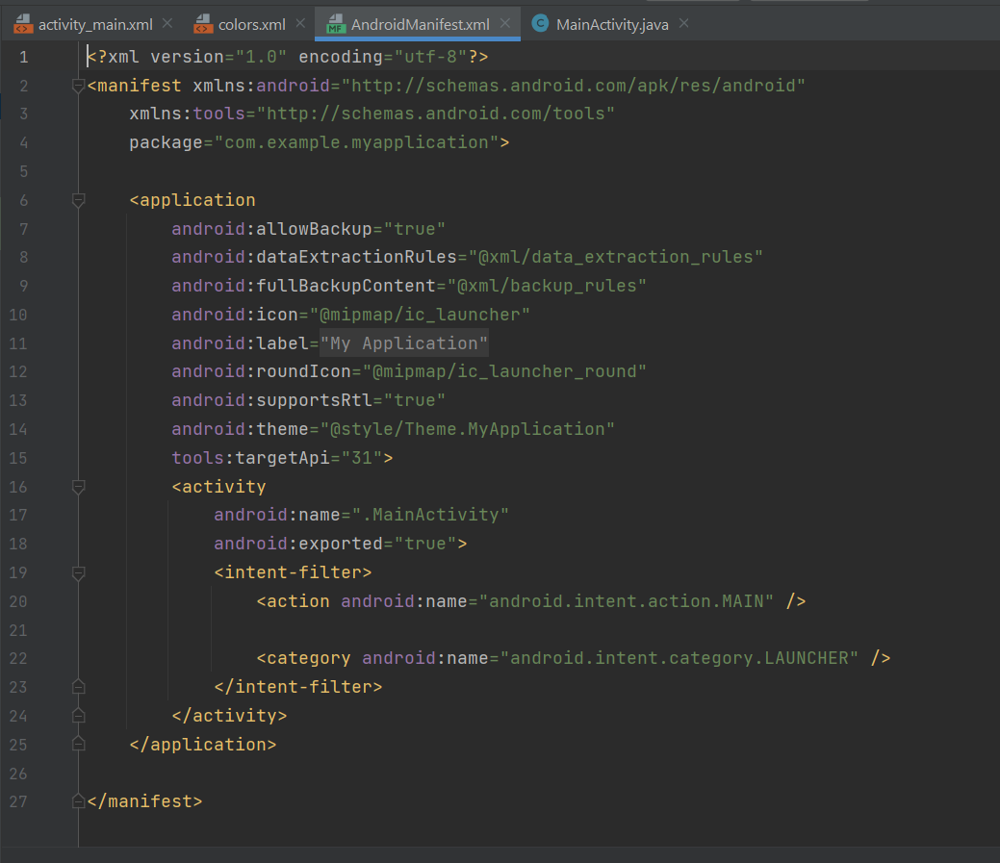 activity_main.xml colors.xml AndroidManifest.xml MainActivity.java
1 <?xml version="1.0" encoding="utf-8"?>
2 <manifest xmlns:android="http://schemas.android.com/apk/res/android"
3 xmlns:tools="http://schemas.android.com/tools"
4 package="com.example.myapplication">
5
6 <application
7 android:allowBackup="true"
8 android:dataExtractionRules="@xml/data_extraction_rules"
9 android:fullBackupContent="@xml/backup_rules"
10 android:icon="@mipmap/ic_launcher"
11 android:label="My Application"
12 android:roundIcon="@mipmap/ic_launcher_round"
13 android:supportsRtl="true"
14 android:theme="@style/Theme.MyApplication"
15 tools:targetApi="31">
16 <activity
17 android:name=".MainActivity"
18 android:exported="true">
19 <intent-filter>
20 <action android:name="android.intent.action.MAIN" />
21
22 <category android:name="android.intent.category.LAUNCHER" />
23 </intent-filter>
24 </activity>
25 </application>
26
27 </manifest>